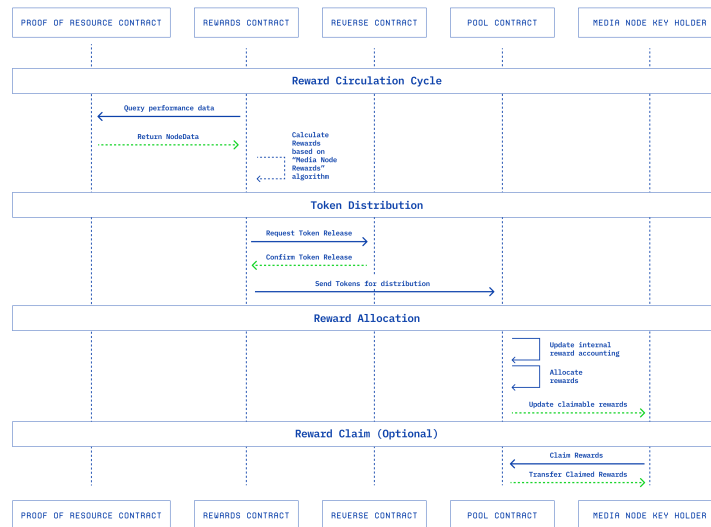 PROOF OF RESOURCE CONTRACT
REWARDS CONTRACT
REVERSE CONTRACT
POOL CONTRACT
MEDIA NODE KEY HOLDER
Reward Circulation Cycle
Query performance data
Return NodeData
Calculate
Rewards
based on
“Media Node
Rewards”
algorithm
Token Distribution
Request Token Release
Confirm Token Release
Send Tokens for distribution
Reward Allocation
Update internal
reward accounting
Allocate
rewards
Update claimable rewards
Reward Claim (Optional)
Claim Rewards
Transfer Claimed Rewards
PROOF OF RESOURCE CONTRACT
REWARDS CONTRACT
REVERSE CONTRACT
POOL CONTRACT
MEDIA NODE KEY HOLDER